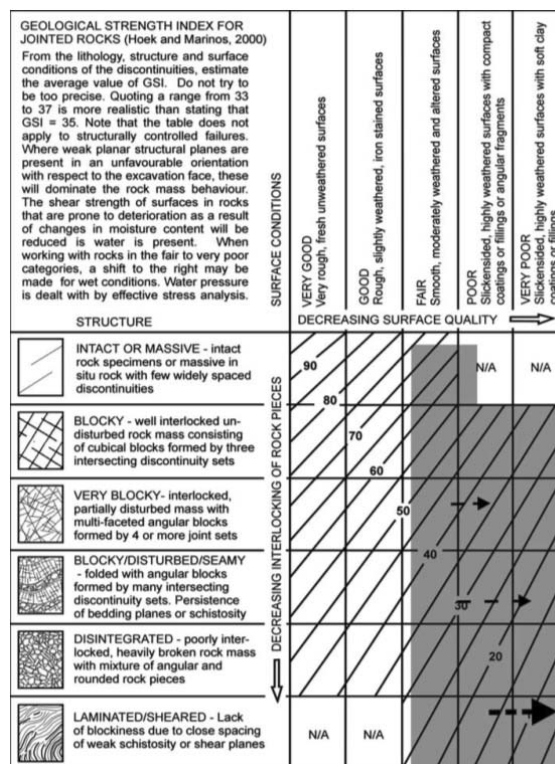 GEOLOGICAL STRENGTH INDEX FOR
JOINTED ROCKS (Hoek and Marinos, 2000)
From the lithology, structure and surface
conditions of the discontinuities, estimate
the average value of GSI. Do not try to
be too precise. Quoting a range from 33
to 37 is more realistic than stating that
GSI = 35. Note that the table does not
apply to structurally controlled failures.
Where weak planar structural planes are
present in an unfavourable orientation
with respect to the excavation face, these
will dominate the rock mass behaviour.
The shear strength of surfaces in rocks
that are prone to deterioration as a result
of changes in moisture content will be
reduced is water is present. When
working with rocks in the fair to very poor
categories, a shift to the right may be
made for wet conditions. Water pressure
is dealt with by effective stress analysis.
SURFACE CONDITIONS
VERY GOOD
Very rough, fresh unweathered surfaces
GOOD
Rough, slightly weathered, iron stained surfaces
FAIR
Smooth, moderately weathered and altered surfaces
POOR
Slickensided, highly weathered surfaces with compact
coatings or fillings or angular fragments
VERY POOR
Slickensided, highly weathered surfaces with soft clay
coatings or fillings
STRUCTURE
DECREASING SURFACE QUALITY
DECREASING INTERLOCKING OF ROCK PIECES
INTACT OR MASSIVE - intact
rock specimens or massive in
situ rock with few widely spaced
discontinuities
90
N/A
N/A
80
BLOCKY - well interlocked un-
disturbed rock mass consisting
of cubical blocks formed by three
intersecting discontinuity sets
70
60
VERY BLOCKY- interlocked,
partially disturbed mass with
multi-faceted angular blocks
formed by 4 or more joint sets
50
40
BLOCKY/DISTURBED/SEAMY
- folded with angular blocks
formed by many intersecting
discontinuity sets. Persistence
of bedding planes or schistosity
30
DISINTEGRATED - poorly inter-
locked, heavily broken rock mass
with mixture of angular and
rounded rock pieces
20
LAMINATED/SHEARED - Lack
of blockiness due to close spacing
of weak schistosity or shear planes
N/A
N/A